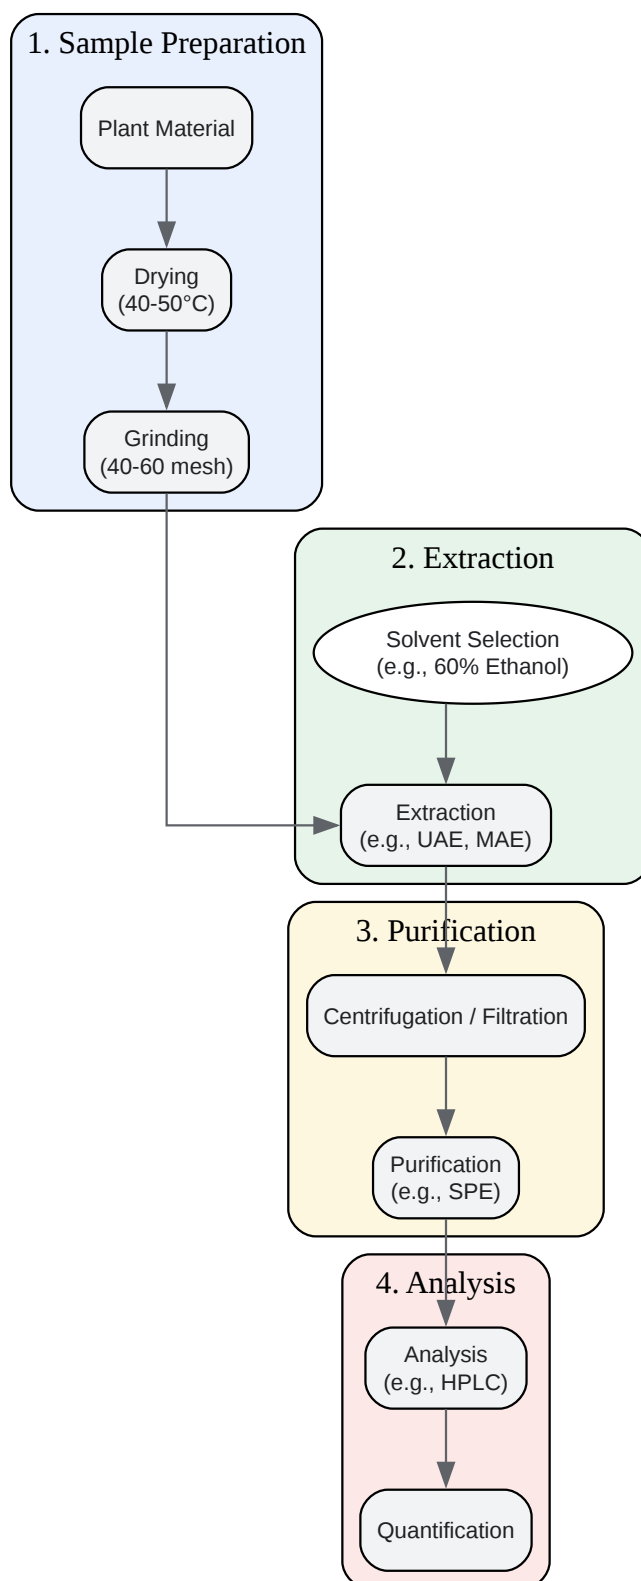 1. Sample Preparation
Plant Material
Drying
(40-50°C)
Grinding
(40-60 mesh)
2. Extraction
Solvent Selection
(e.g., 60% Ethanol)
Extraction
(e.g., UAE, MAE)
3. Purification
Centrifugation / Filtration
Purification
(e.g., SPE)
4. Analysis
Analysis
(e.g., HPLC)
Quantification